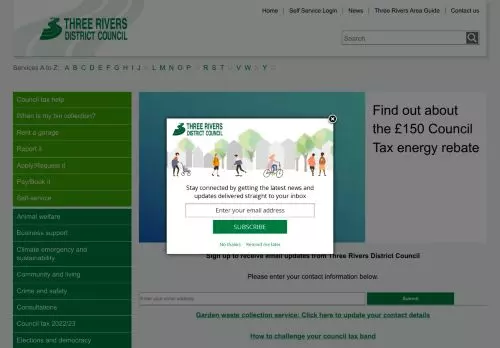 Home | Self Service Login | News | Three Rivers Area Guide | Contact us
THREE RIVERS
DISTRICT COUNCIL
Search
Services A to Z: A B C D E F G H I J K L M N O P Q R S T U V W X Y Z
Council tax help
When is my bin collection?
Rent a garage
Report it
Apply/Request it
Pay/Book it
Self-service
Animal welfare
Business support
Climate emergency and
sustainability
Community and living
Crime and safety
Consultations
Council tax 2022/23
Elections and democracy
Find out about
the £150 Council
Tax energy rebate
THREE RIVERS
DISTRICT COUNCIL
Stay connected by getting the latest news and
updates delivered straight to your inbox
Enter your email address
SUBSCRIBE
No thanks
Remind me later
Sign up to receive email updates from Three Rivers District Council
Please enter your contact information below.
Enter your email address
Submit
Garden waste collection service: Click here to update your contact details
How to challenge your council tax band